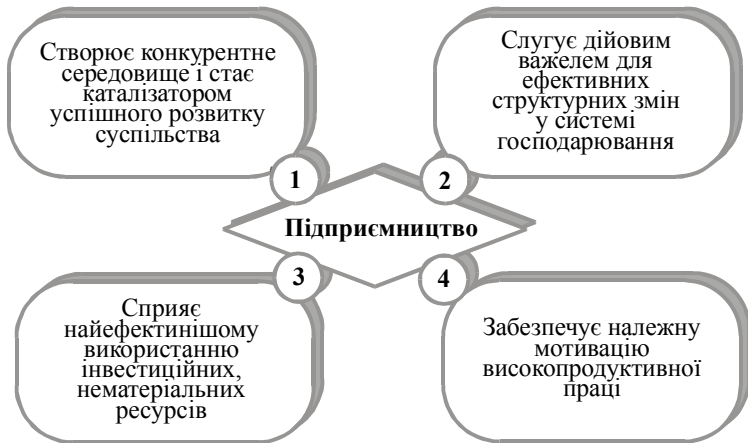 Створює конкурентне
середовище і стає
каталізатором
успішного розвитку
суспільства
Слугує дійовим
важелем для
ефективних
структурних змін
у системі
господарювання
1
2
Підприємництво
3
4
Сприяє
найефектинішому
використанню
інвестиційних,
нематеріальних
ресурсів
Забезпечує належну
мотивацію
високопродуктивної
праці